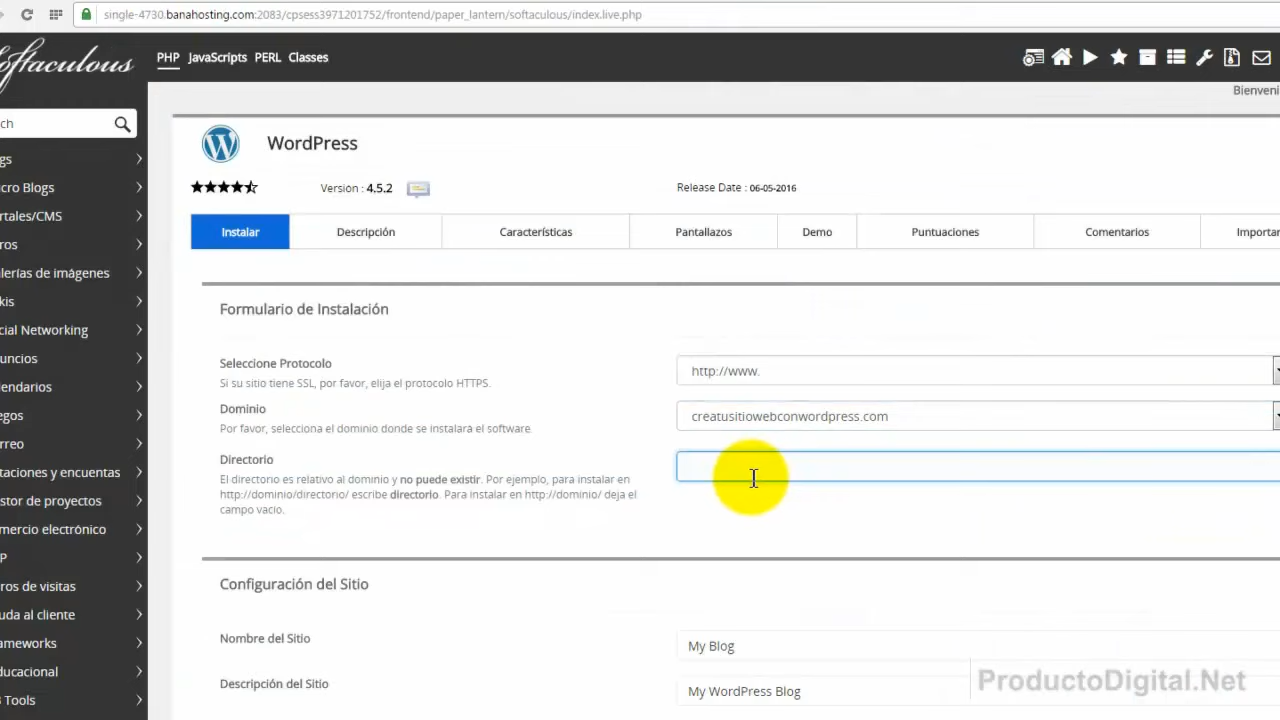 single-4730.banahosting.com:2083/cpsess3971201752/frontend/paper_lantern/softaculous/index.live.php
oftaculous
PHP JavaScripts PERL Classes
Bienveni
ch
gs
cro Blogs
rtales/CMS
ros
lerías de imágenes
kis
cial Networking
uncios
lendarios
egos
rreo
taciones y encuentas
stor de proyectos
mercio electrónico
P
ros de visitas
uda al cliente
ameworks
ducacional
Tools
WordPress
Versión : 4.5.2
Release Date : 06-05-2016
Instalar Descripción Características Pantallazos Demo Puntuaciones Comentarios Importar
Formulario de Instalación
Seleccione Protocolo
Si su sitio tiene SSL, por favor, elija el protocolo HTTPS.
http://www.
Dominio
Por favor, selecciona el dominio donde se instalará el software.
creatusitiowebconwordpress.com
Directorio
El directorio es relativo al dominio y no puede existir. Por ejemplo, para instalar en
http://dominio/directorio/ escribe directorio. Para instalar en http://dominio/ deja el
campo vacío.
Configuración del Sitio
Nombre del Sitio
My Blog
Descripción del Sitio
My WordPress Blog
ProductoDigital.Net